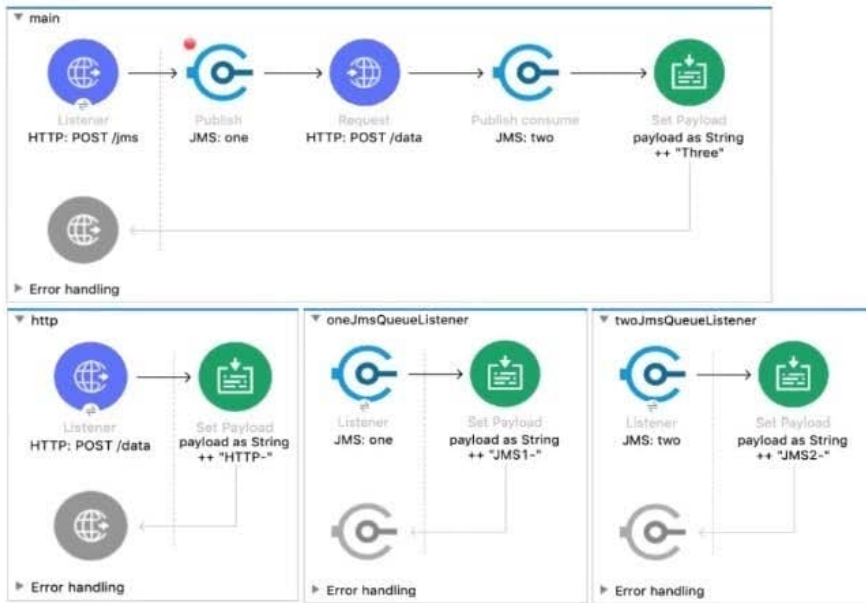 main
Listener
HTTP: POST /jms
Publish
JMS: one
Request
HTTP: POST /data
Publish consume
JMS: two
Set Payload
payload as String
++ "Three"
Error handling
http
Listener
HTTP: POST /data
Set Payload
payload as String
++ "HTTP-"
Error handling
oneJmsQueueListener
Listener
JMS: one
Set Payload
payload as String
++ "JMS1-"
Error handling
twoJmsQueueListener
Listener
JMS: two
Set Payload
payload as String
++ "JMS2-"
Error handling